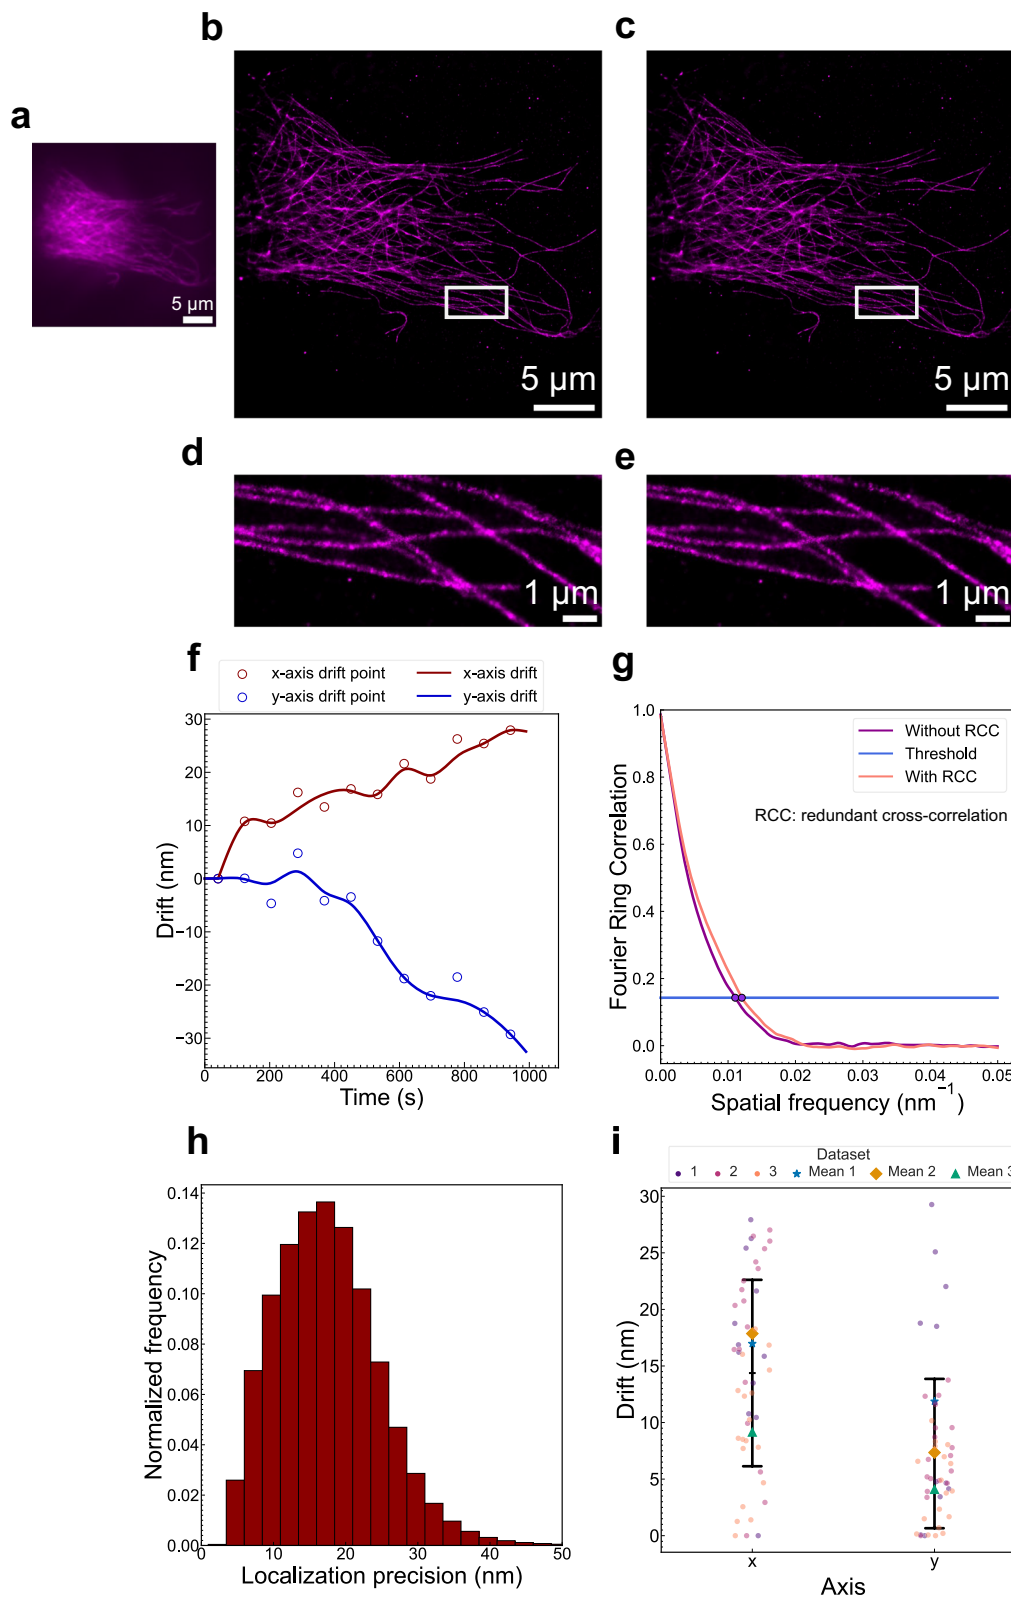 a
5 μm
b
5 μm
c
5 μm
d
1 μm
e
1 μm
f
x-axis drift point
x-axis drift
y-axis drift point
y-axis drift
30
20
10
0
−10
−20
−30
Drift (nm)
0
200
400
600
800
1000
Time (s)
g
1.0
0.8
0.6
0.4
0.2
0.0
Fourier Ring Correlation
Without RCC
Threshold
With RCC
RCC: redundant cross-correlation
0.00
0.01
0.02
0.03
0.04
0.05
Spatial frequency (nm⁻¹)
h
0.14
0.12
0.10
0.08
0.06
0.04
0.02
0.00
Normalized frequency
0
10
20
30
40
50
Localization precision (nm)
i
Dataset
1
2
3
Mean 1
Mean 2
Mean 3
30
25
20
15
10
5
0
Drift (nm)
x
y
Axis